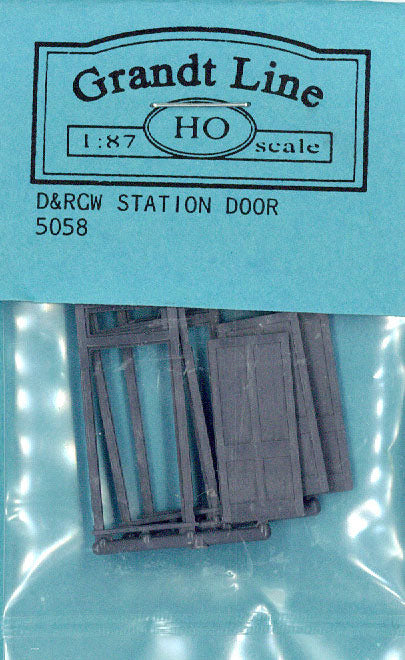 Grandt Line
1:87 HO scale
D&RGW STATION DOOR
5058